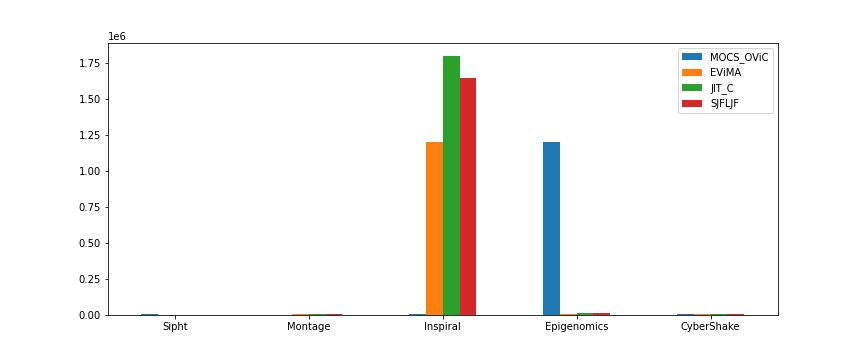 1e6
MOCS_OViC
EViMA
JIT_C
SJFLJF
1.75
1.50
1.25
1.00
0.75
0.50
0.25
0.00
Sipht Montage Inspiral Epigenomics CyberShake